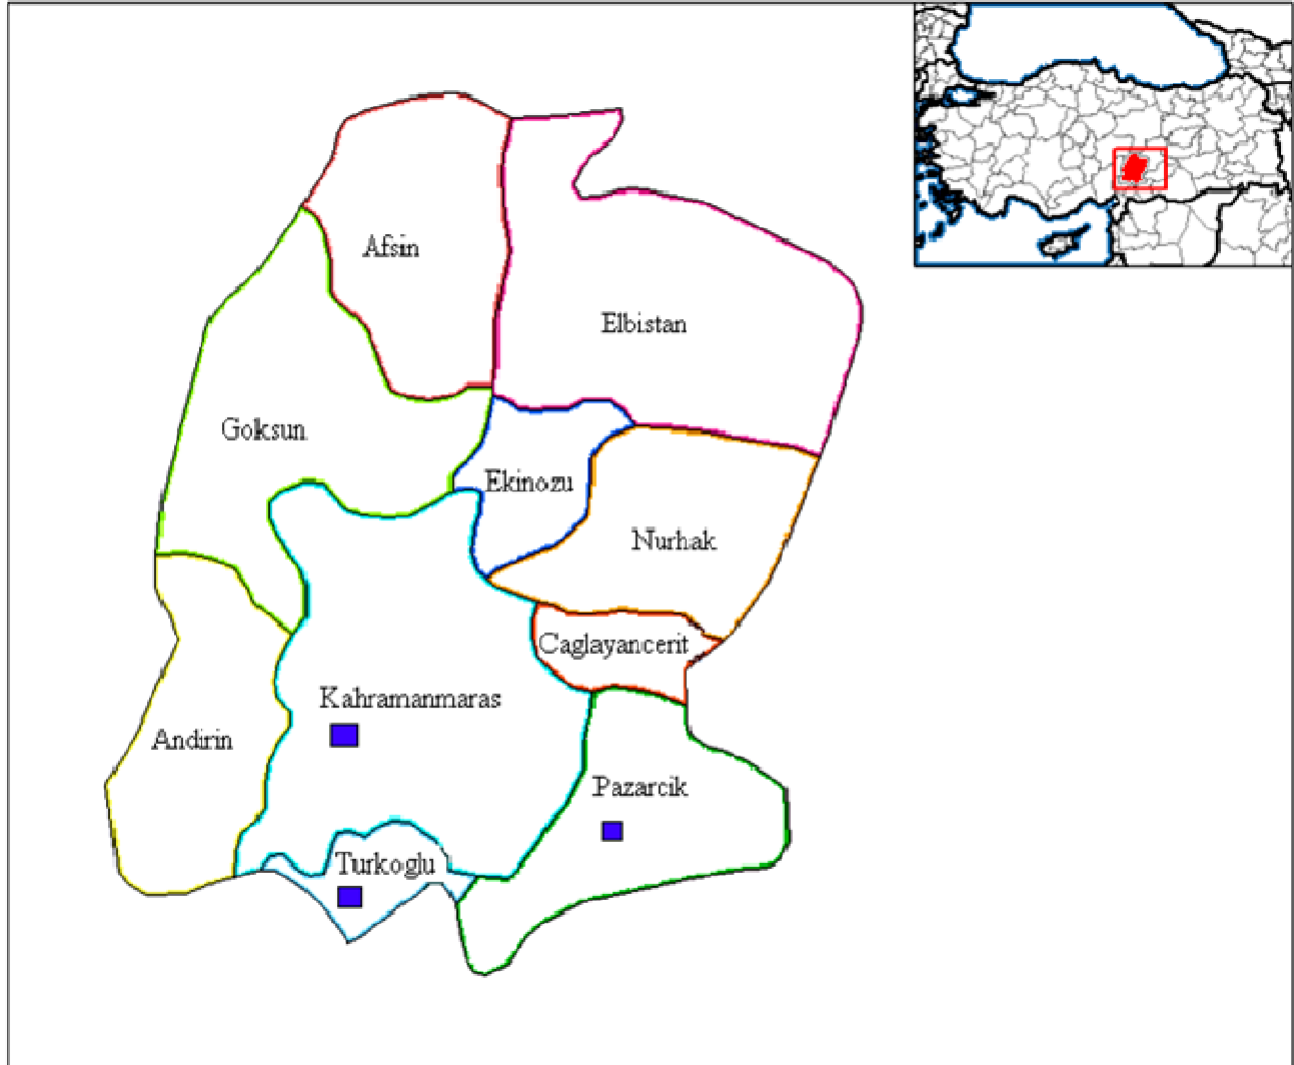 Afsin
Elbistan
Goksun
Ekinozu
Nurhak
Caglayancerit
Kahramanmaras
Andirin
Pazarcik
Turkoglu